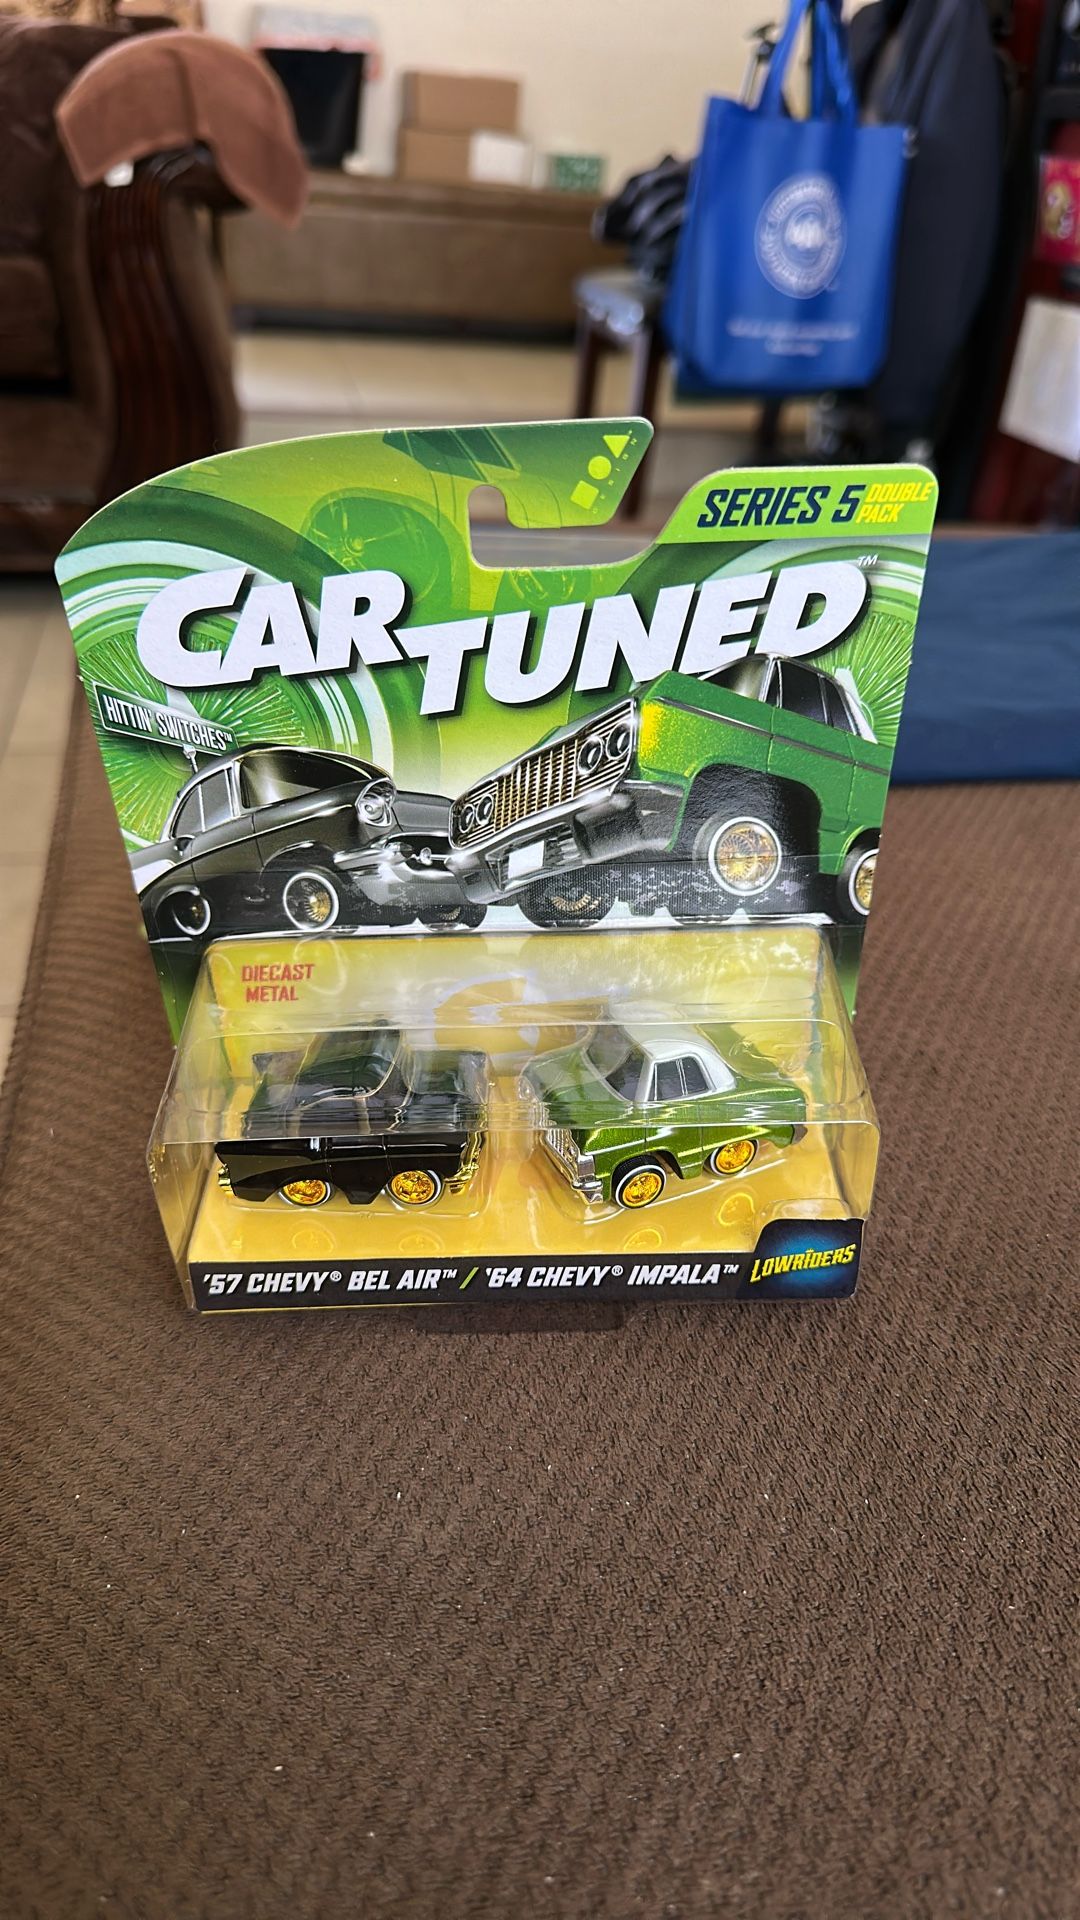 SERIES 5 DOUBLE
PACK
CAR TUNED™
HITTIN' SWITCHES™
DIECAST
METAL
'57 CHEVY® BEL AIR™ / '64 CHEVY® IMPALA™
LOWRIDERS